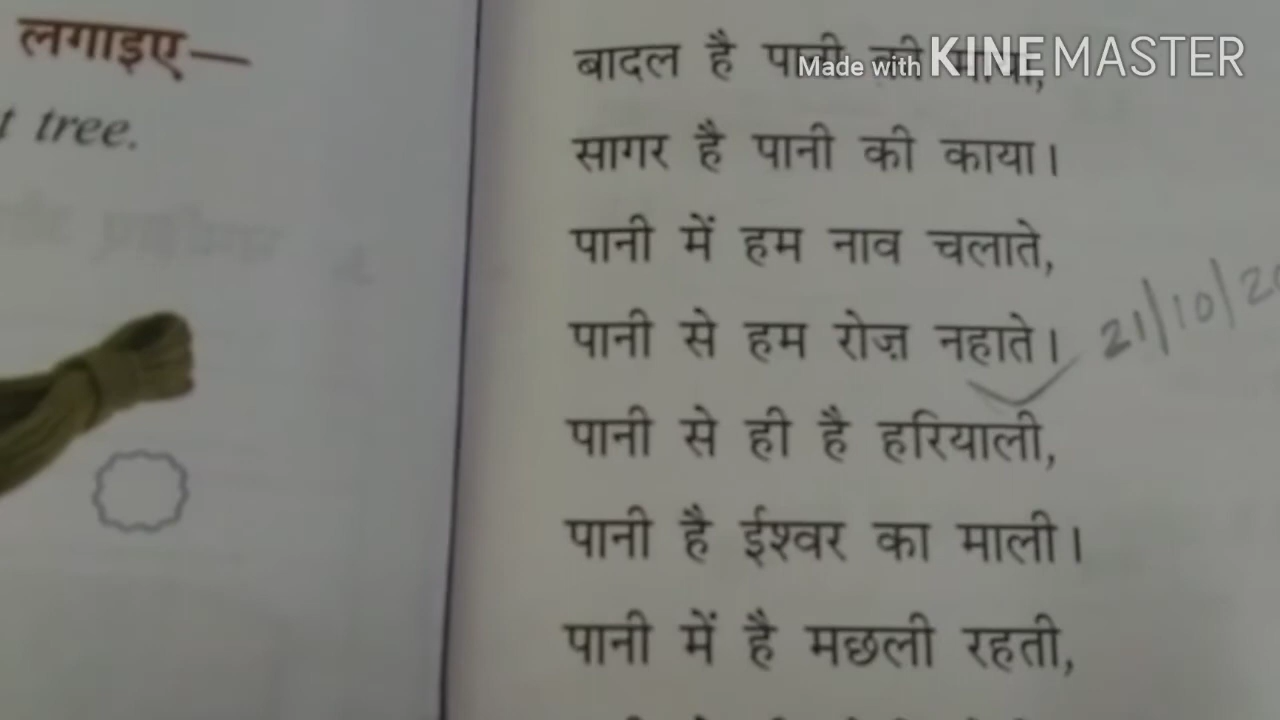 लगाइए—
t tree.
बादल है पानी की माया,
Made with KINEMASTER
सागर है पानी की काया।
पानी में हम नाव चलाते,
पानी से हम रोज़ नहाते।
21/10/20
पानी से ही है हरियाली,
पानी है ईश्वर का माली।
पानी में है मछली रहती,